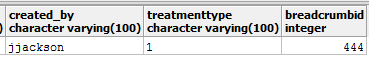 created_by treatmenttype breadcrumbid
character varying(100) character varying(100) integer
jjackson 1 444